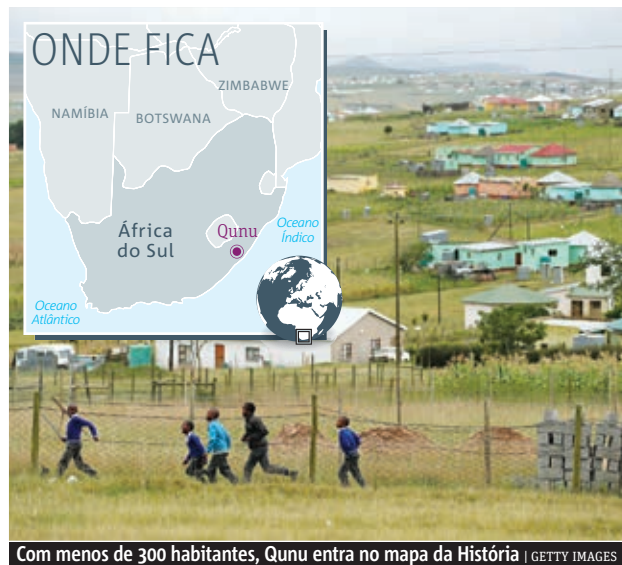 ONDE FICA
ZIMBABWE
NAMÍBIA
BOTSWANA
África
do Sul
Qunu
Oceano
Índico
Oceano
Atlântico
Com menos de 300 habitantes, Qunu entra no mapa da História | GETTY IMAGES